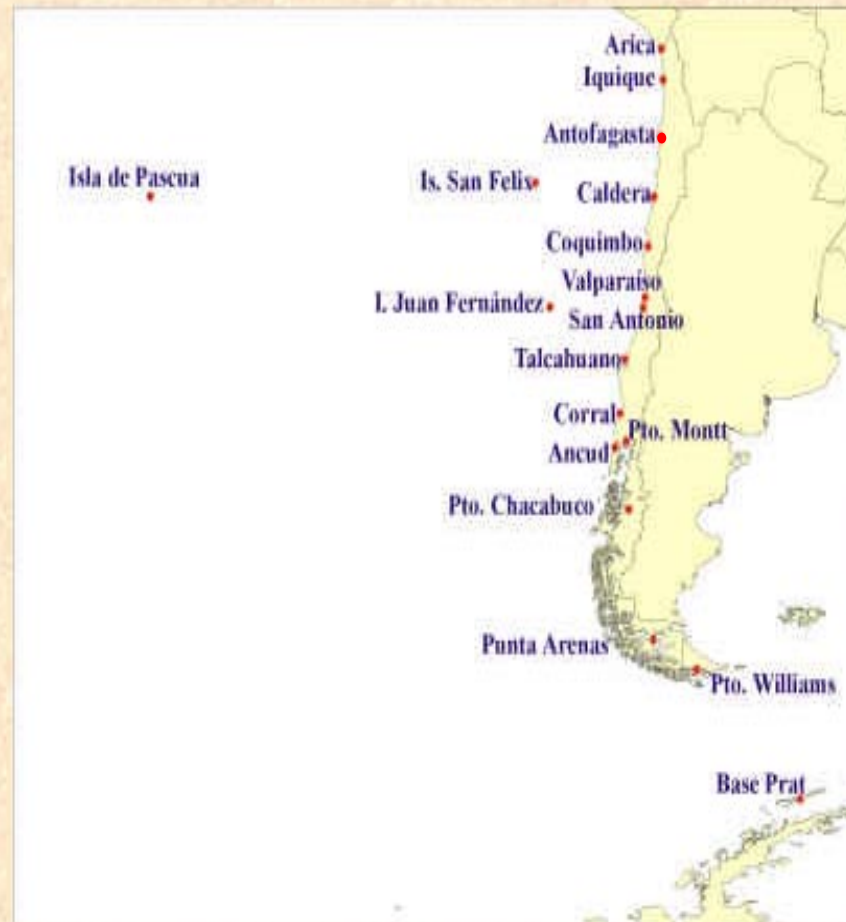 Arica
Iquique
Antofagasta
Isla de Pascua
Is. San Felix
Caldera
Coquimbo
Valparaíso
I. Juan Fernández
San Antonio
Talcahuano
Corral
Pto. Montt
Ancud
Pto. Chacabuco
Punta Arenas
Pto. Williams
Base Prat